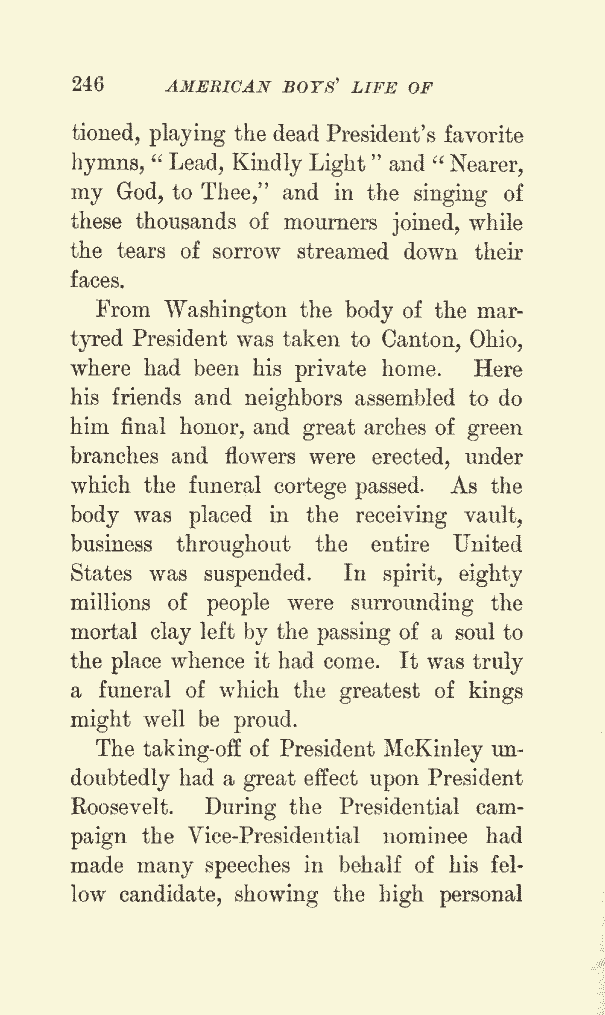 246 AMERICAN BOYS' LIFE OF
tioned, playing the dead President's favorite
hymns, “ Lead, Kindly Light ” and “ Nearer,
my God, to Thee,” and in the singing of
these thousands of mourners joined, while
the tears of sorrow streamed down their
faces.
From Washington the body of the mar-
tyred President was taken to Canton, Ohio,
where had been his private home. Here
his friends and neighbors assembled to do
him final honor, and great arches of green
branches and flowers were erected, under
which the funeral cortege passed. As the
body was placed in the receiving vault,
business throughout the entire United
States was suspended. In spirit, eighty
millions of people were surrounding the
mortal clay left by the passing of a soul to
the place whence it had come. It was truly
a funeral of which the greatest of kings
might well be proud.
The taking-off of President McKinley un-
doubtedly had a great effect upon President
Roosevelt. During the Presidential cam-
paign the Vice-Presidential nominee had
made many speeches in behalf of his fel-
low candidate, showing the high personal